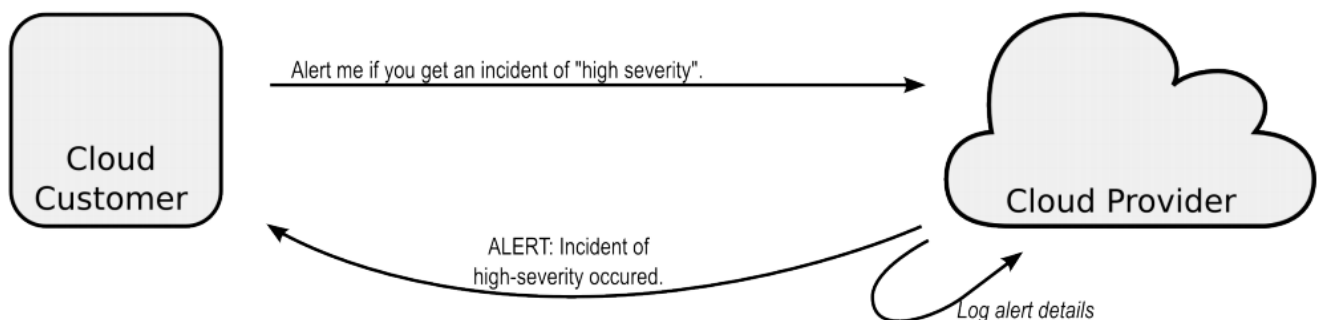 Alert me if you get an incident of "high severity".
Cloud
Customer
Cloud Provider
ALERT: Incident of
high-severity occured.
Log alert details